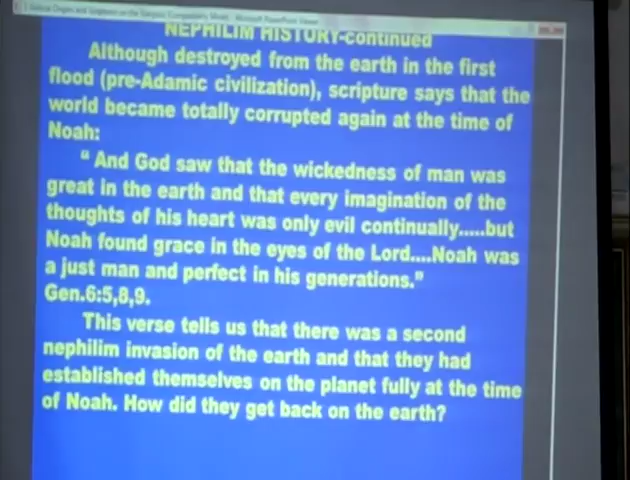 NEPHILIM HISTORY-continued
Although destroyed from the earth in the first
flood (pre-Adamic civilization), scripture says that the
world became totally corrupted again at the time of
Noah:
“ And God saw that the wickedness of man was
great in the earth and that every imagination of the
thoughts of his heart was only evil continually.....but
Noah found grace in the eyes of the Lord....Noah was
a just man and perfect in his generations.”
Gen.6:5,8,9.
This verse tells us that there was a second
nephilim invasion of the earth and that they had
established themselves on the planet fully at the time
of Noah. How did they get back on the earth?